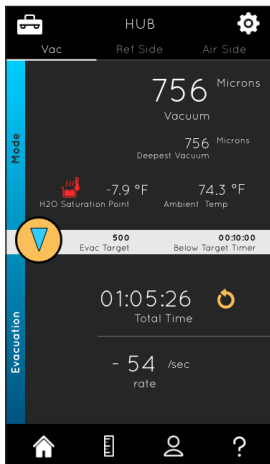 HUB
Vac Ref Side Air Side
756 Microns
Vacuum
756 Microns
Deepest Vacuum
-7.9 °F 74.3 °F
H2O Saturation Point Ambient Temp
Mode
500 00:10:00
Evac Target Below Target Timer
Evacuation
01:05:26
Total Time
- 54 /sec
rate
?